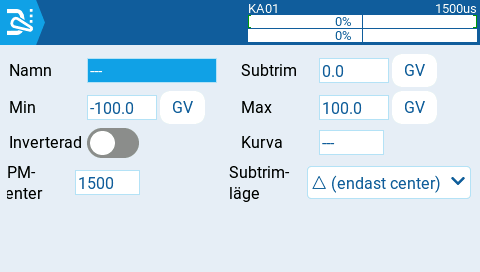 KA01 1500us
0%
0%
Namn --- Subtrim 0.0 GV
Min -100.0 GV Max 100.0 GV
Inverterad Kurva ---
PM-
enter 1500 Subtrim-
läge △ (endast center)